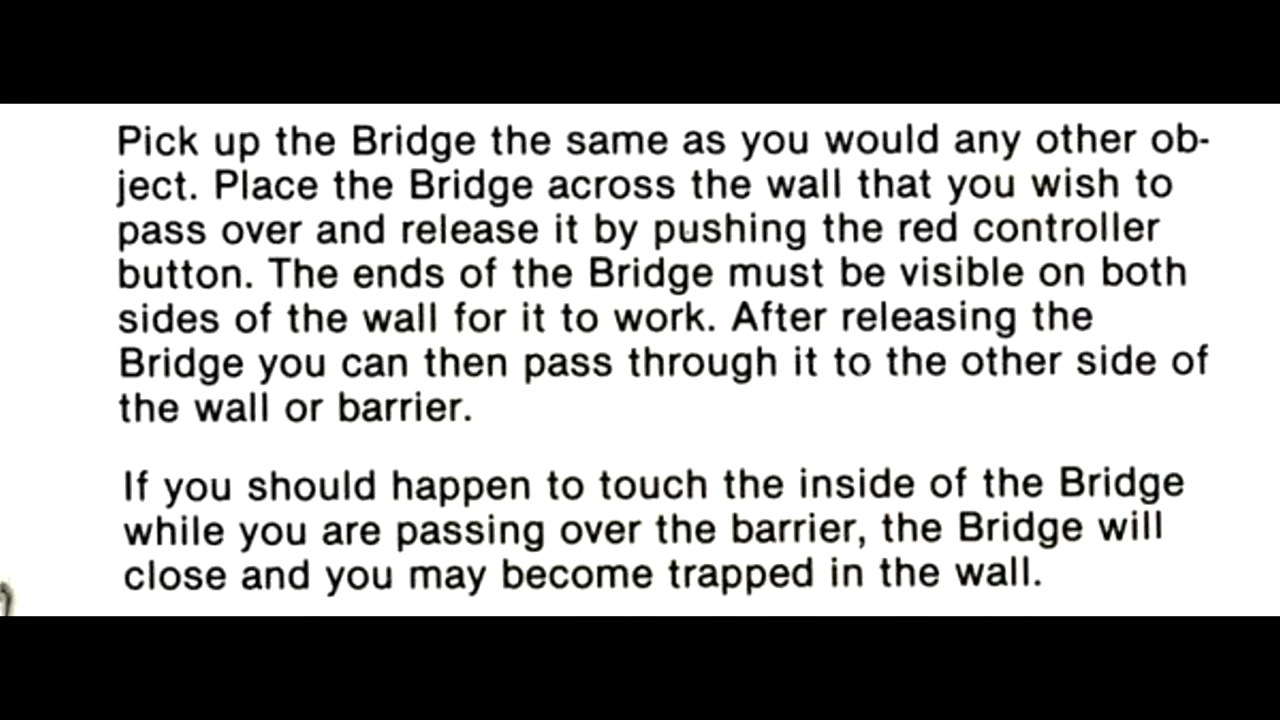 Pick up the Bridge the same as you would any other ob-
ject. Place the Bridge across the wall that you wish to
pass over and release it by pushing the red controller
button. The ends of the Bridge must be visible on both
sides of the wall for it to work. After releasing the
Bridge you can then pass through it to the other side of
the wall or barrier.
If you should happen to touch the inside of the Bridge
while you are passing over the barrier, the Bridge will
close and you may become trapped in the wall.